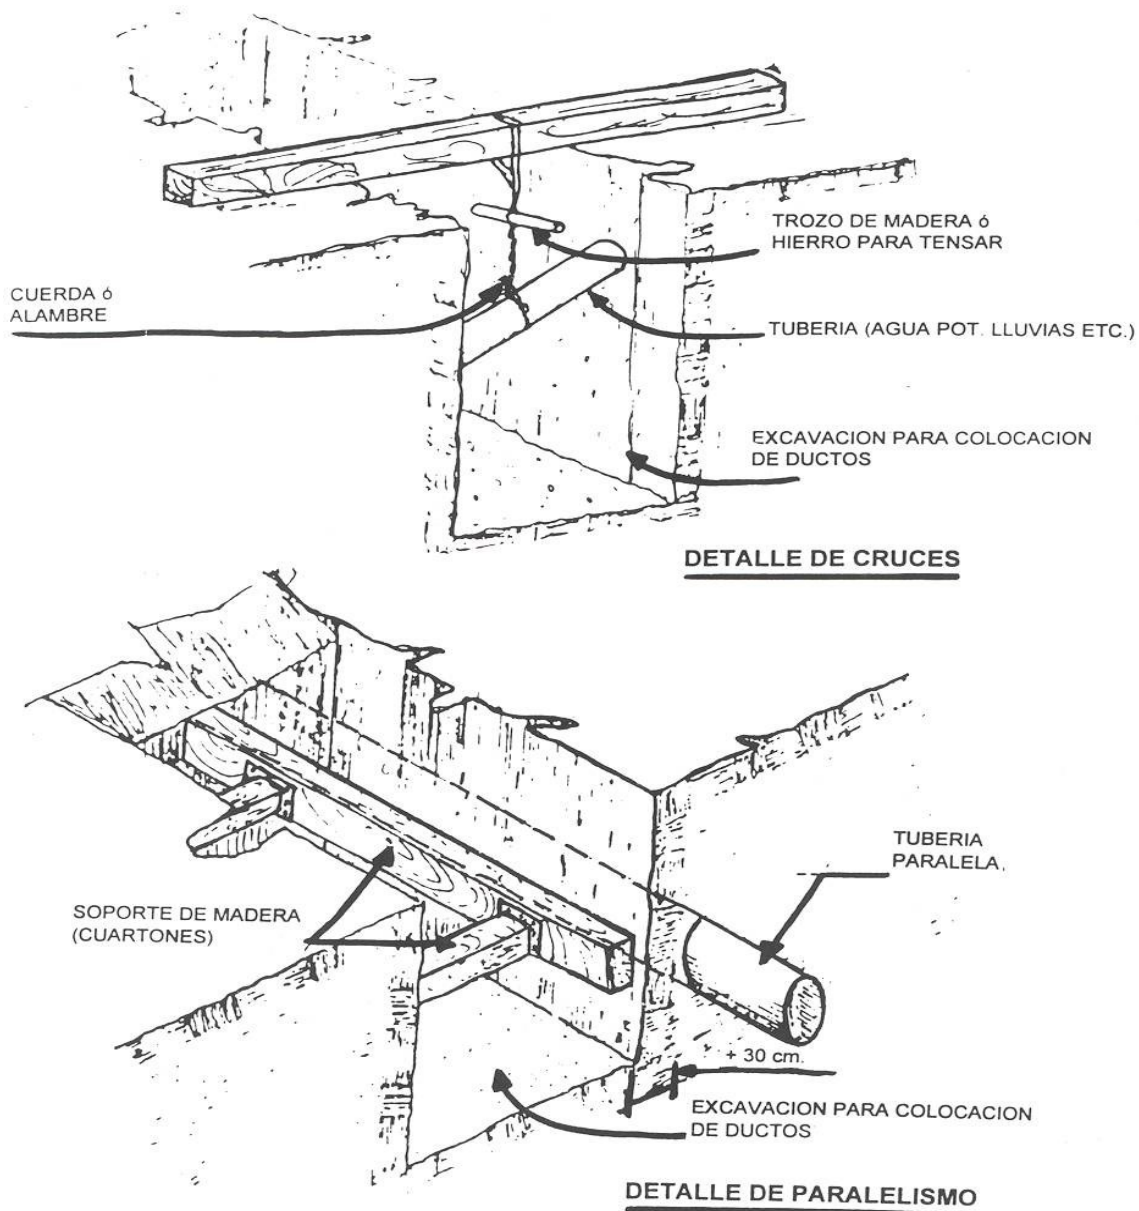 TROZO DE MADERA ó
HIERRO PARA TENSAR
CUERDA ó
ALAMBRE
TUBERIA (AGUA POT. LLUVIAS ETC.)
EXCAVACION PARA COLOCACION
DE DUCTOS
DETALLE DE CRUCES
TUBERIA
PARALELA
SOPORTE DE MADERA
(CUARTONES)
+ 30 cm.
EXCAVACION PARA COLOCACION
DE DUCTOS
DETALLE DE PARALELISMO